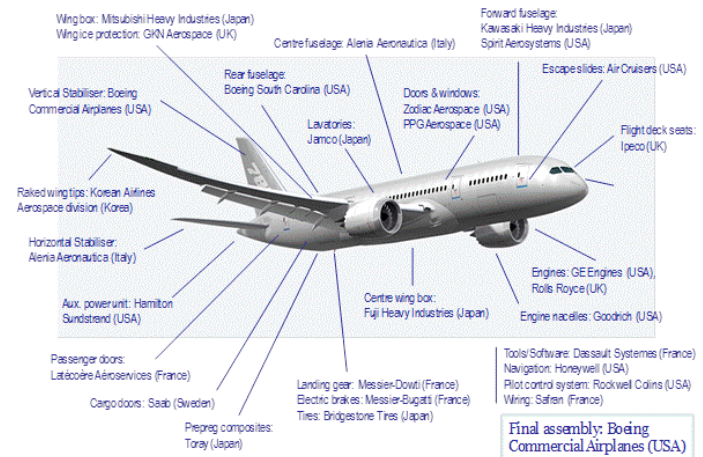 Wing box: Mitsubishi Heavy Industries (Japan)
Wing ice protection: GKN Aerospace (UK)
Forward fuselage:
Kawasaki Heavy Industries (Japan)
Spirit Aerosystems (USA)
Centre fuselage: Alenia Aeronautica (Italy)
Escape slides: Air Cruisers (USA)
Rear fuselage:
Boeing South Carolina (USA)
Doors & windows:
Zodiac Aerospace (USA)
PPG Aerospace (USA)
Vertical Stabiliser: Boeing
Commercial Airplanes (USA)
Lavatories:
Jamco (Japan)
Flight deck seats:
Ipeco (UK)
78
Raked wing tips: Korean Airlines
Aerospace division (Korea)
Horizontal Stabiliser:
Alenia Aeronautica (Italy)
Engines: GE Engines (USA),
Rolls Royce (UK)
Centre wing box:
Fuji Heavy Industries (Japan)
Aux. power unit: Hamilton
Sundstrand (USA)
Engine nacelles: Goodrich (USA)
Passenger doors:
Latécoère Aéroservices (France)
Tools/Software: Dassault Systemes (France)
Navigation: Honeywell (USA)
Pilot control system: Rockwell Colins (USA)
Wiring: Safran (France)
Landing gear: Messier-Dowti (France)
Electric brakes: Messier-Bugatti (France)
Tires: Bridgestone Tires (Japan)
Cargo doors: Saab (Sweden)
Prepreg composites:
Toray (Japan)
Final assembly: Boeing
Commercial Airplanes (USA)